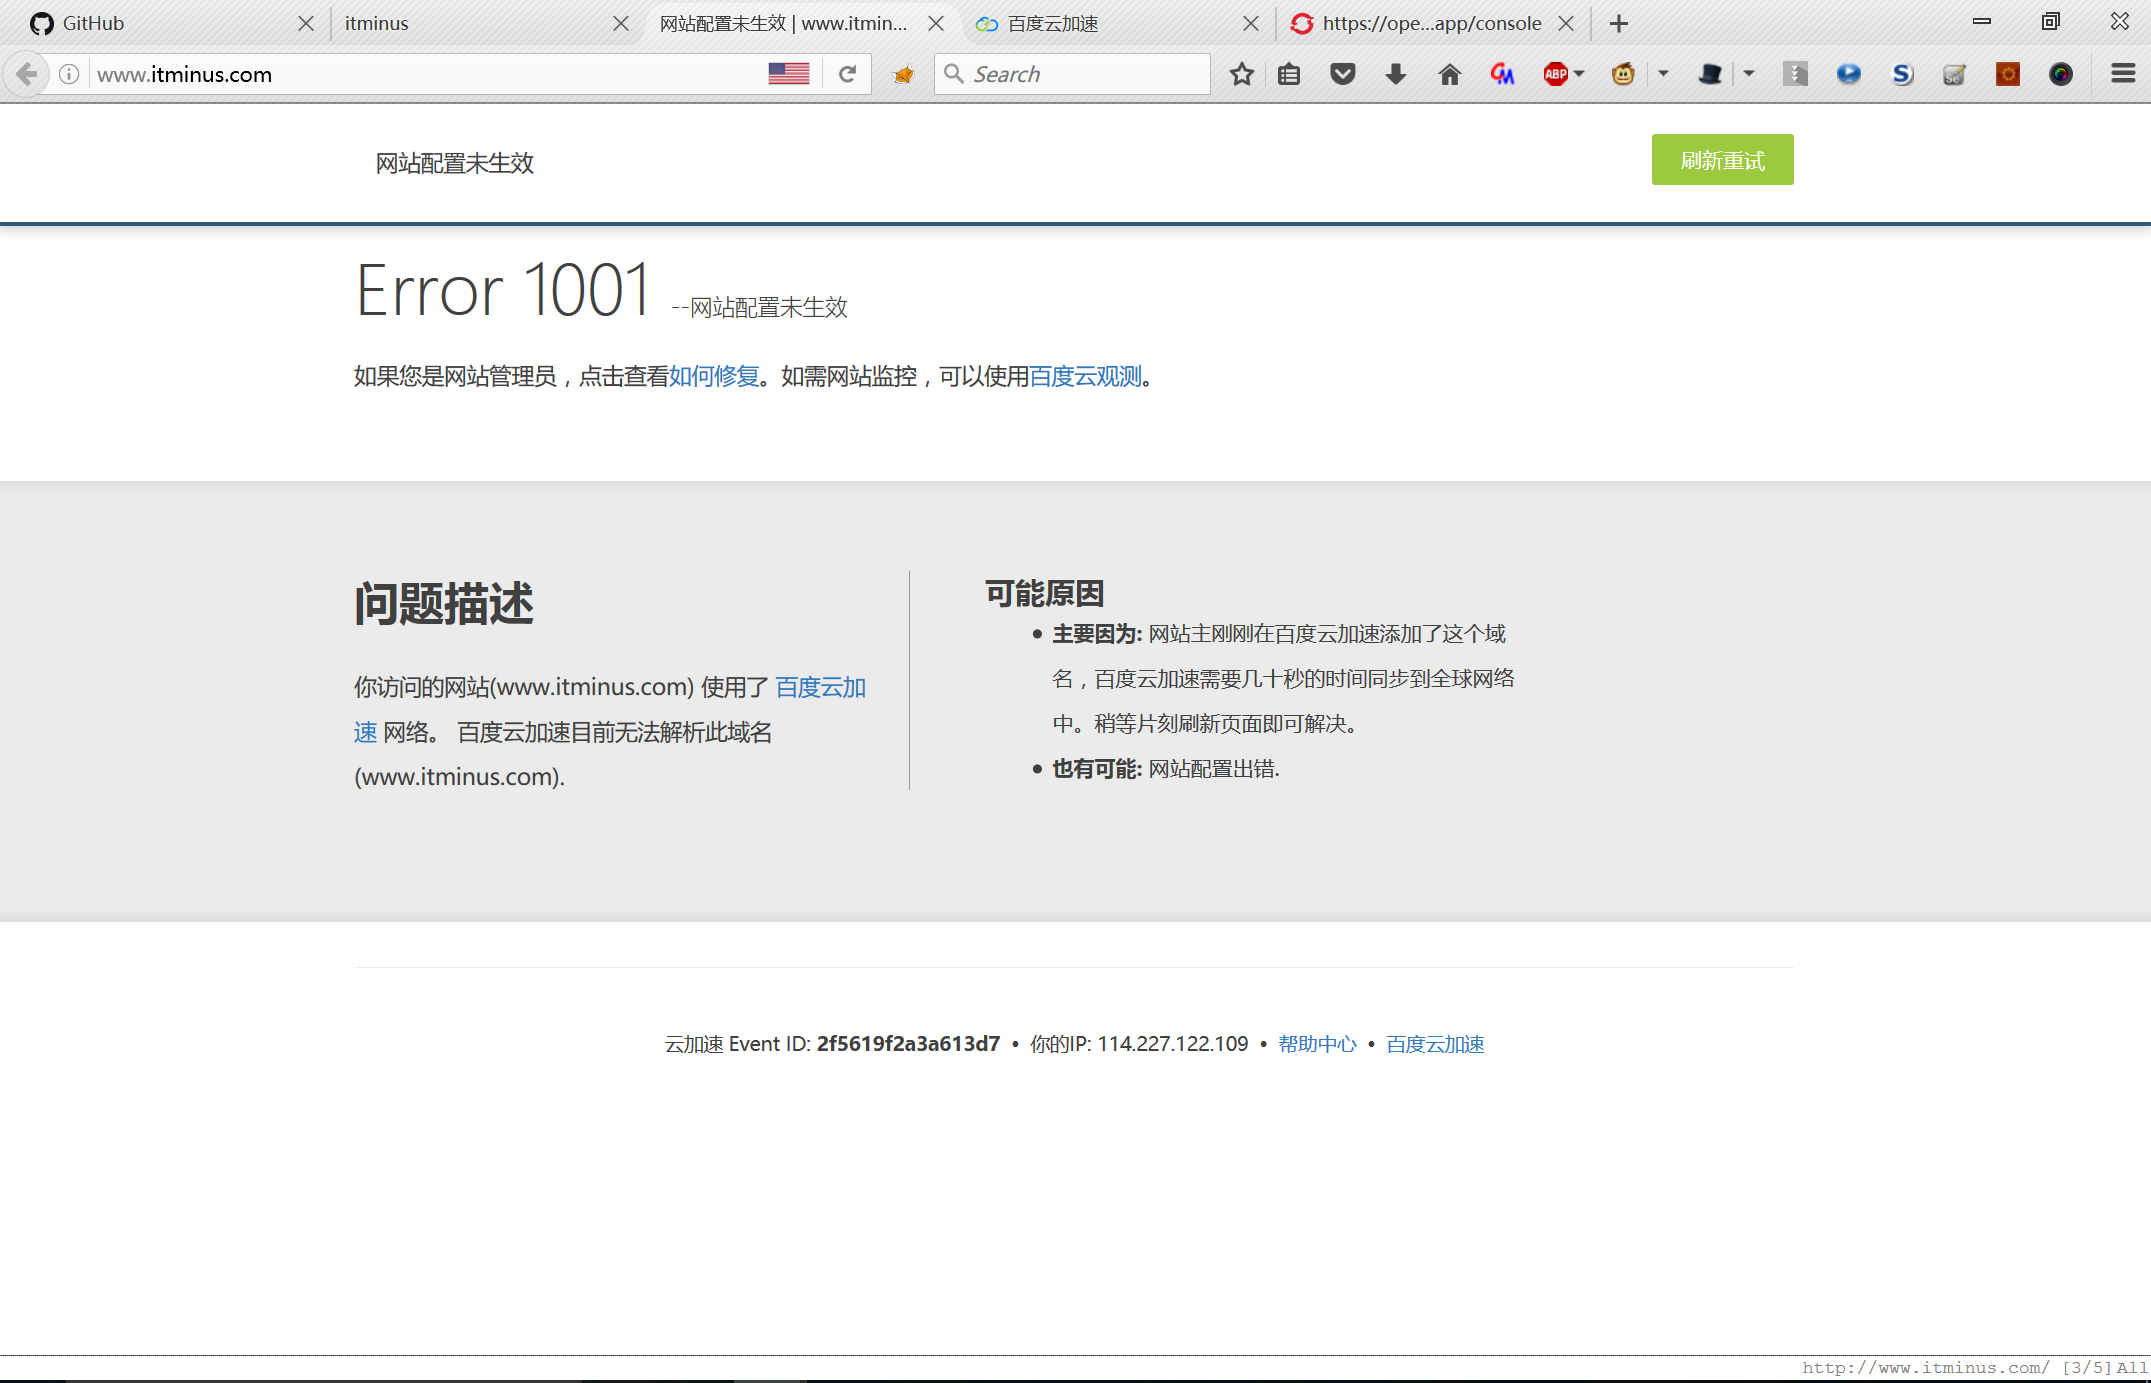 GitHub
itminus
网站配置未生效 | www.itmin...
百度云加速
https://ope...app/console
www.itminus.com
Search
ABP
网站配置未生效
刷新重试
Error 1001 --网站配置未生效
如果您是网站管理员，点击查看如何修复。如需网站监控，可以使用百度云观测。
问题描述
你访问的网站(www.itminus.com) 使用了 百度云加
速 网络。 百度云加速目前无法解析此域名
(www.itminus.com).
可能原因
主要因为: 网站主刚刚在百度云加速添加了这个域
名，百度云加速需要几十秒的时间同步到全球网络
中。稍等片刻刷新页面即可解决。
也有可能: 网站配置出错.
云加速 Event ID: 2f5619f2a3a613d7 • 你的IP: 114.227.122.109 • 帮助中心 • 百度云加速
http://www.itminus.com/ [3/5] All